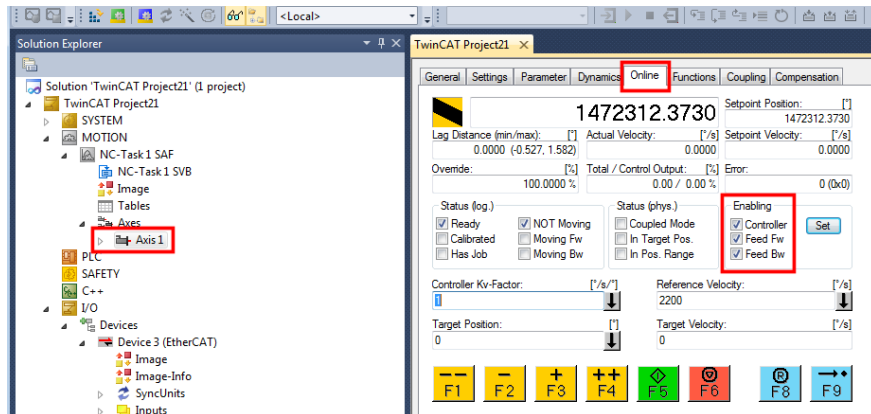 <Local>
Solution Explorer
Solution 'TwinCAT Project21' (1 project)
TwinCAT Project21
SYSTEM
MOTION
NC-Task 1 SAF
NC-Task 1 SVB
Image
Tables
Axes
Axis 1
PLC
SAFETY
C++
I/O
Devices
Device 3 (EtherCAT)
Image
Image-Info
SyncUnits
Inputs
TwinCAT Project21
General Settings Parameter Dynamics Online Functions Coupling Compensation
1472312.3730
Setpoint Position: [°]
1472312.3730
Lag Distance (min/max): [°] Actual Velocity: [°/s] Setpoint Velocity: [°/s]
0.0000 (-0.527, 1.582) 0.0000 0.0000
Override: [%] Total / Control Output: [%] Error:
100.0000 % 0.00 / 0.00 % 0 (0x0)
Status (log.) Status (phys.) Enabling
Ready NOT Moving Coupled Mode Controller Set
Calibrated Moving Fw In Target Pos. Feed Fw
Has Job Moving Bw In Pos. Range Feed Bw
Controller Kv-Factor: [°/s/°] Reference Velocity: [°/s]
1 2200
Target Position: [°] Target Velocity: [°/s]
0 0
-- - + ++ R
F1 F2 F3 F4 F5 F6 F8 F9